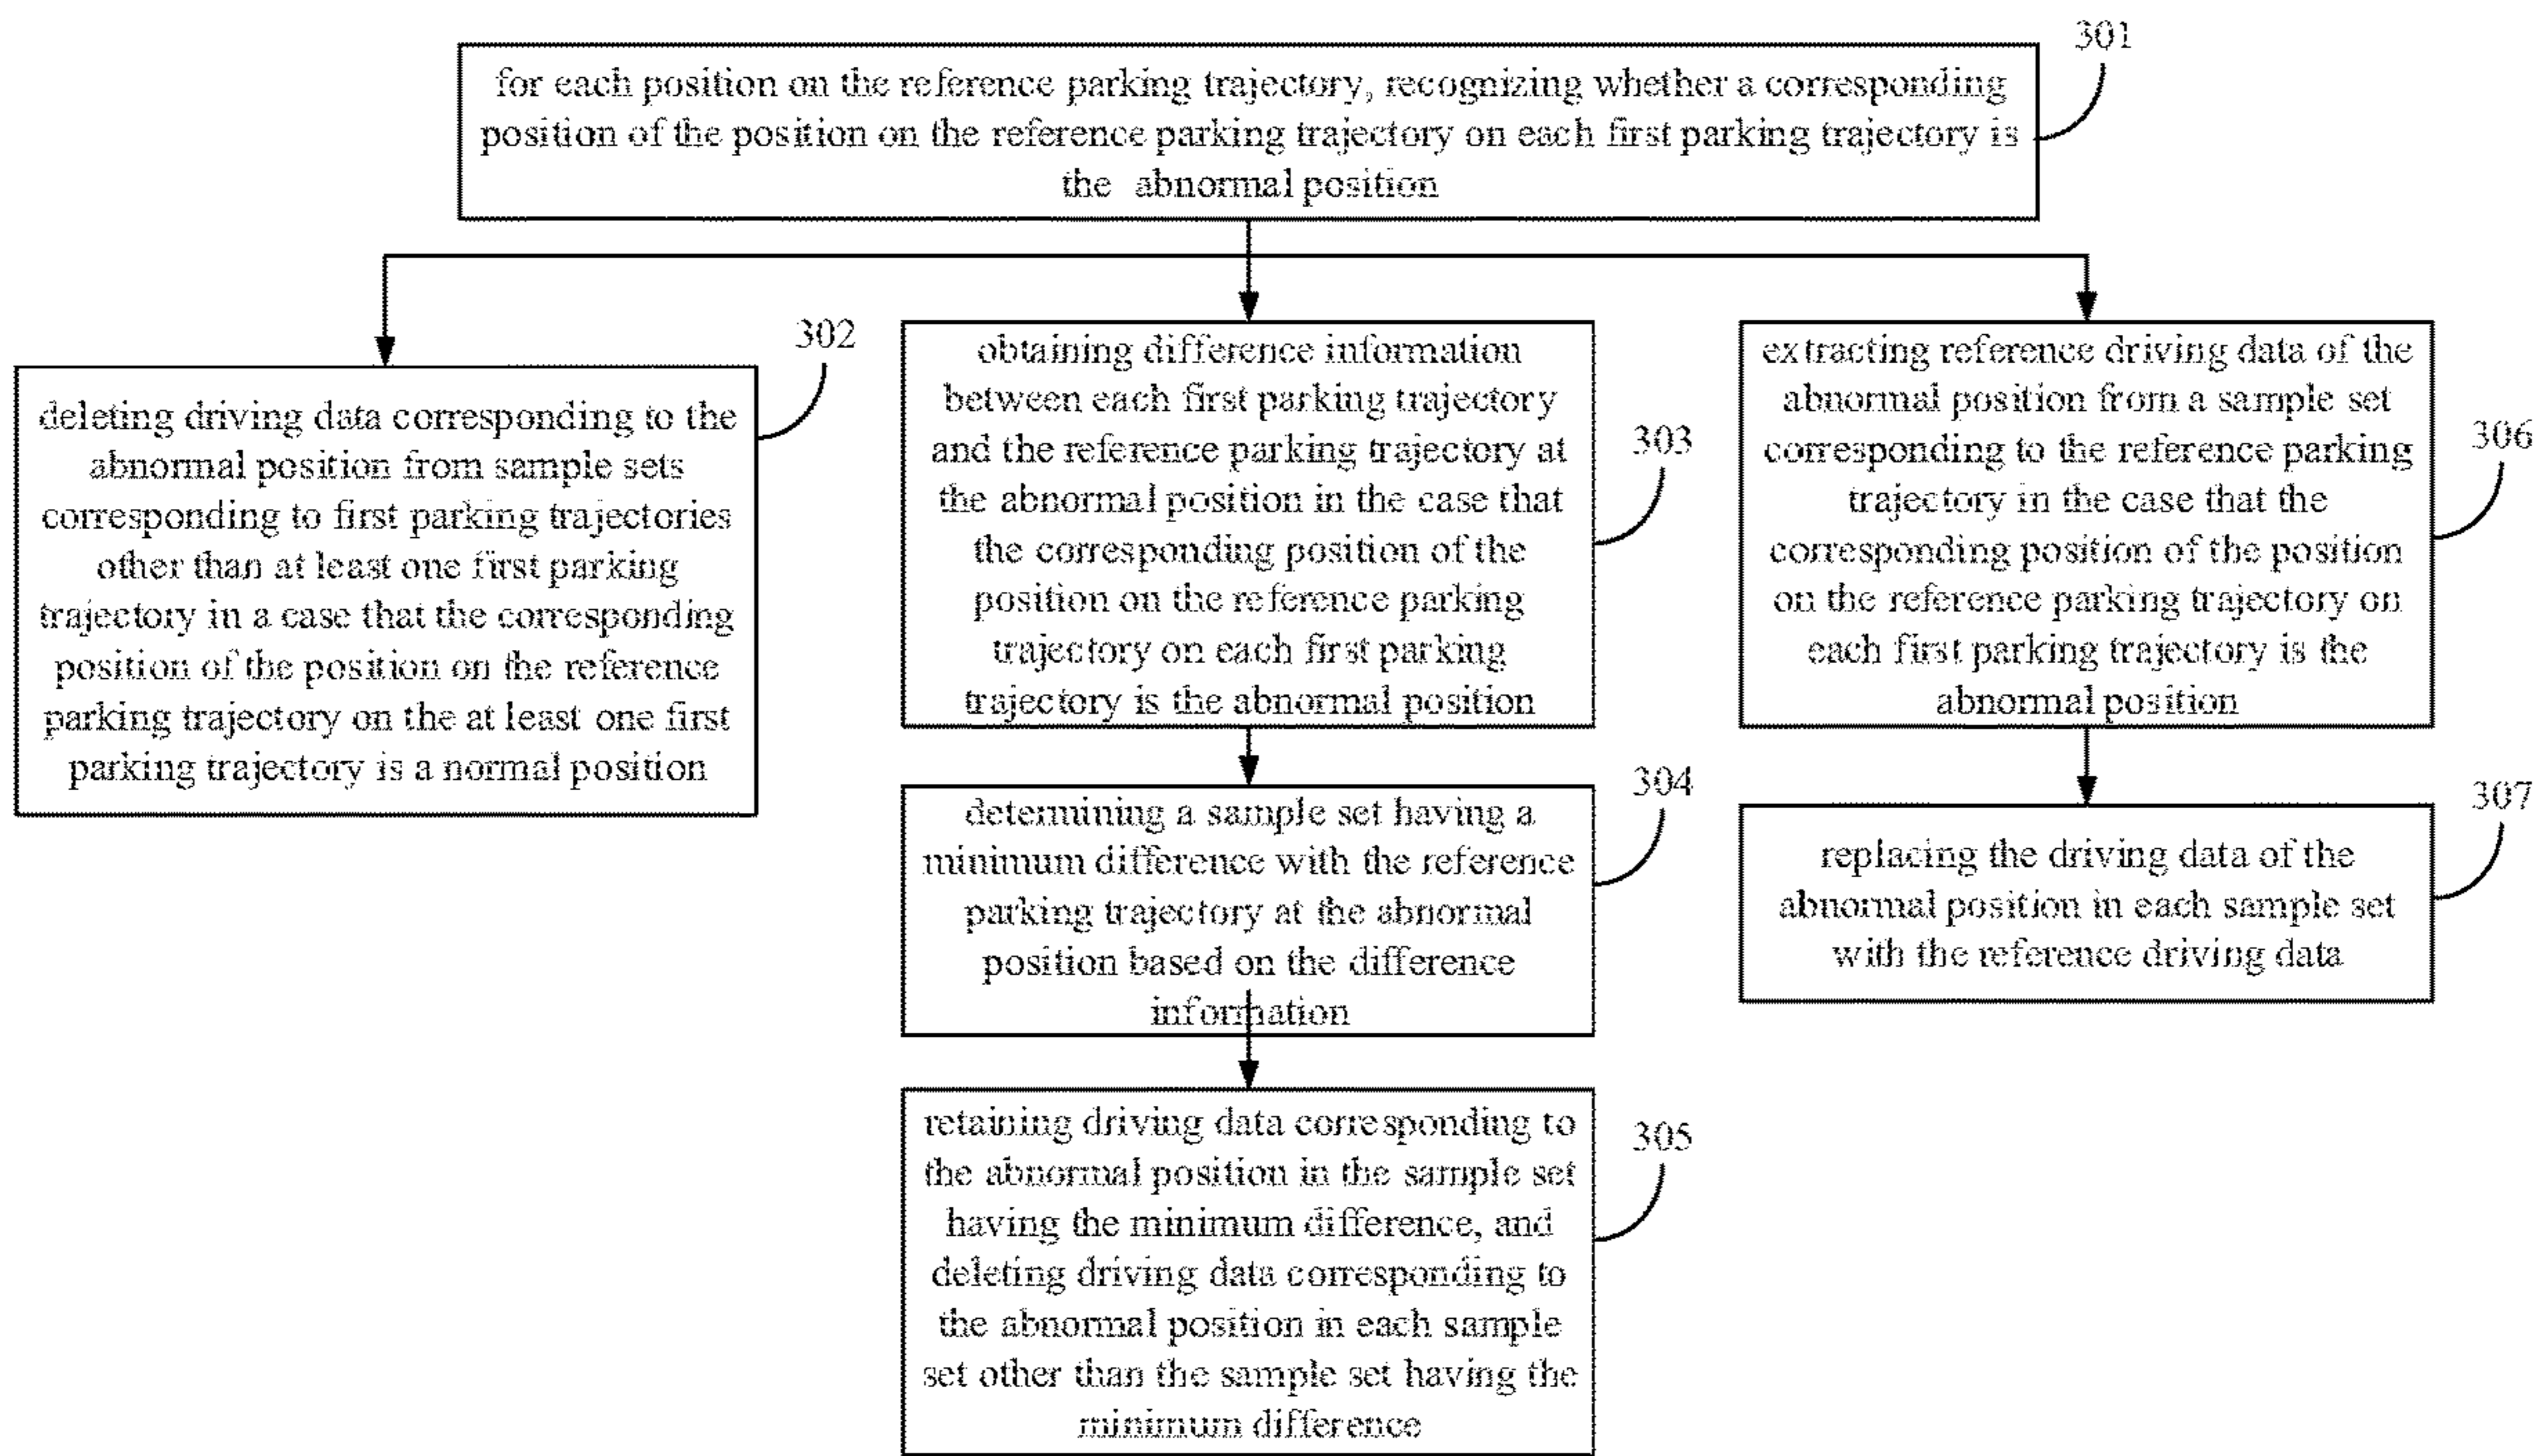 301
for each position on the reference parking trajectory, recognizing whether a corresponding
position of the position on the reference parking trajectory on each first parking trajectory is
the abnormal position
302
deleting driving data corresponding to the
abnormal position from sample sets
corresponding to first parking trajectories
other than at least one first parking
trajectory in a case that the corresponding
position of the position on the reference
parking trajectory on the at least one first
parking trajectory is a normal position
303
obtaining difference information
between each first parking trajectory
and the reference parking trajectory at
the abnormal position in the case that
the corresponding position of the
position on the reference parking
trajectory on each first parking
trajectory is the abnormal position
304
determining a sample set having a
minimum difference with the reference
parking trajectory at the abnormal
position based on the difference
information
305
retaining driving data corresponding to
the abnormal position in the sample set
having the minimum difference, and
deleting driving data corresponding to
the abnormal position in each sample
set other than the sample set having the
minimum difference
306
extracting reference driving data of the
abnormal position from a sample set
corresponding to the reference parking
trajectory in the case that the
corresponding position of the position
on the reference parking trajectory on
each first parking trajectory is the
abnormal position
307
replacing the driving data of the
abnormal position in each sample set
with the reference driving data